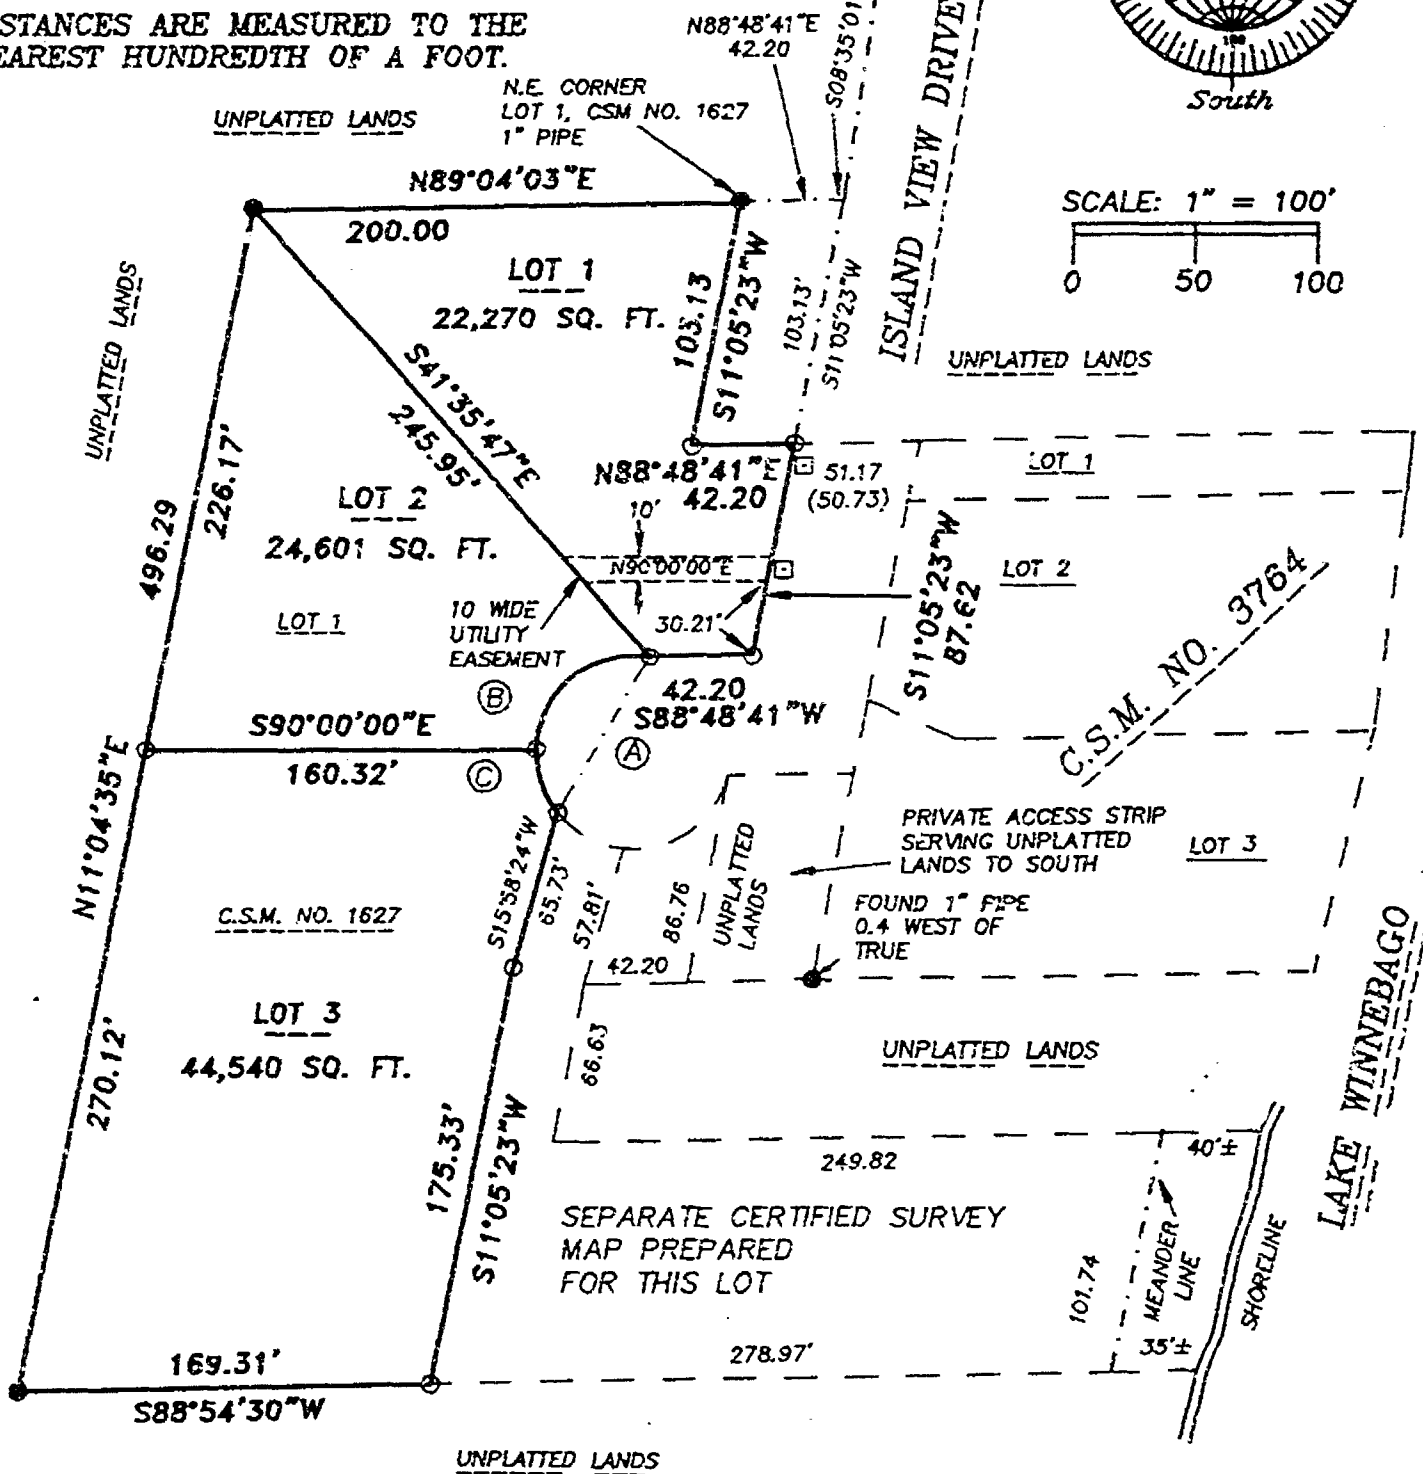 STANCES ARE MEASURED TO THE
EAREST HUNDREDTH OF A FOOT.
N88°48'41"E
42.20
S08°35'01
ISLAND VIEW DRIVE
180
South
N.E. CORNER
LOT 1, CSM NO. 1627
1" PIPE
UNPLATTED LANDS
N89°04'03"E
200.00
SCALE: 1" = 100'
0 50 100
LOT 1
22,270 SQ. FT.
103.13
S11°05'23"W
103.13'
S11°05'23"W
UNPLATTED LANDS
UNPLATTED LANDS
S41°35'47"E
245.95'
N88°48'41"E
42.20
51.17
(50.73)
LOT 1
LOT 2
24,601 SQ. FT.
10'
N90°00'00"E
LOT 2
496.29
226.17'
LOT 1
10 WIDE
UTILITY
EASEMENT
30.21'
S11°05'23"W
87.62
C.S.M. NO. 3764
B
42.20
S88°48'41"W
A
S90°00'00"E
160.32'
C
N11°04'35"E
PRIVATE ACCESS STRIP
SERVING UNPLATTED
LANDS TO SOUTH
LOT 3
UNPLATTED
LANDS
S15°58'24"W
65.73'
57.81'
86.76
FOUND 1" PIPE
0.4 WEST OF
TRUE
C.S.M. NO. 1627
42.20
LOT 3
44,540 SQ. FT.
66.63
UNPLATTED LANDS
LAKE WINNEBAGO
270.12'
175.33'
S11°05'23"W
249.82
40'±
SEPARATE CERTIFIED SURVEY
MAP PREPARED
FOR THIS LOT
101.74
MEANDER
LINE
SHORELINE
169.31'
S88°54'30"W
278.97'
35'±
UNPLATTED LANDS